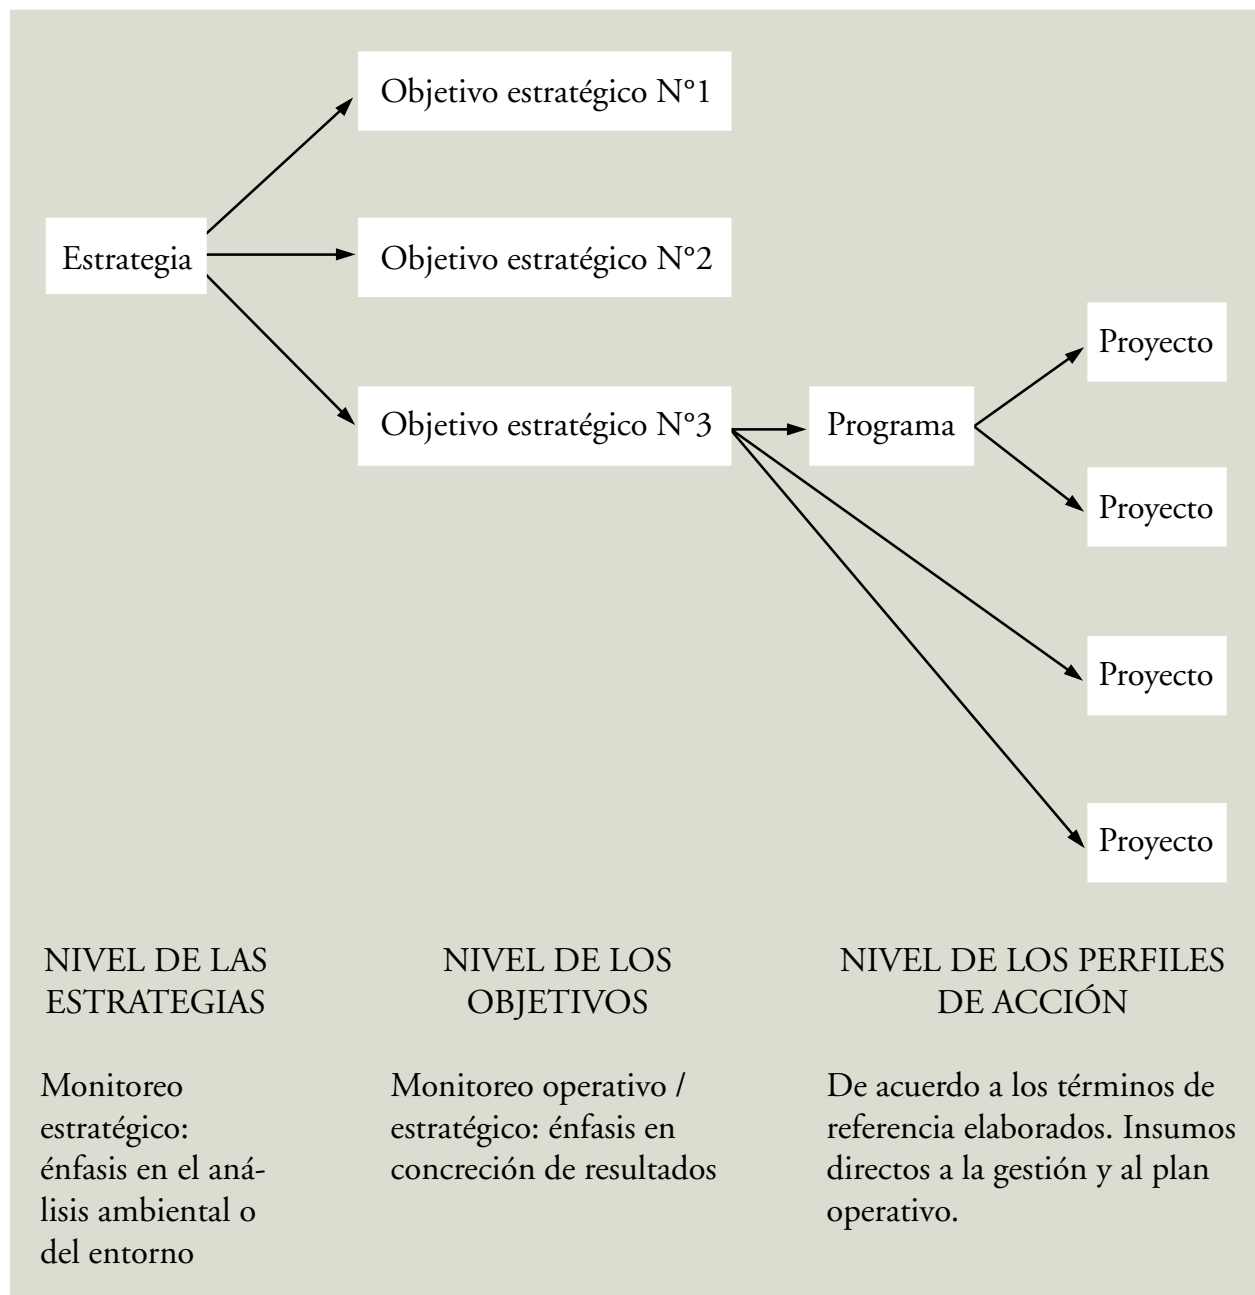 Objetivo estratégico N°1
Estrategia
Objetivo estratégico N°2
Objetivo estratégico N°3
Programa
Proyecto
Proyecto
Proyecto
Proyecto
NIVEL DE LAS
ESTRATEGIAS
Monitoreo
estratégico:
énfasis en el aná-
lisis ambiental o
del entorno
NIVEL DE LOS
OBJETIVOS
Monitoreo operativo /
estratégico: énfasis en
concreción de resultados
NIVEL DE LOS PERFILES
DE ACCIÓN
De acuerdo a los términos de
referencia elaborados. Insumos
directos a la gestión y al plan
operativo.